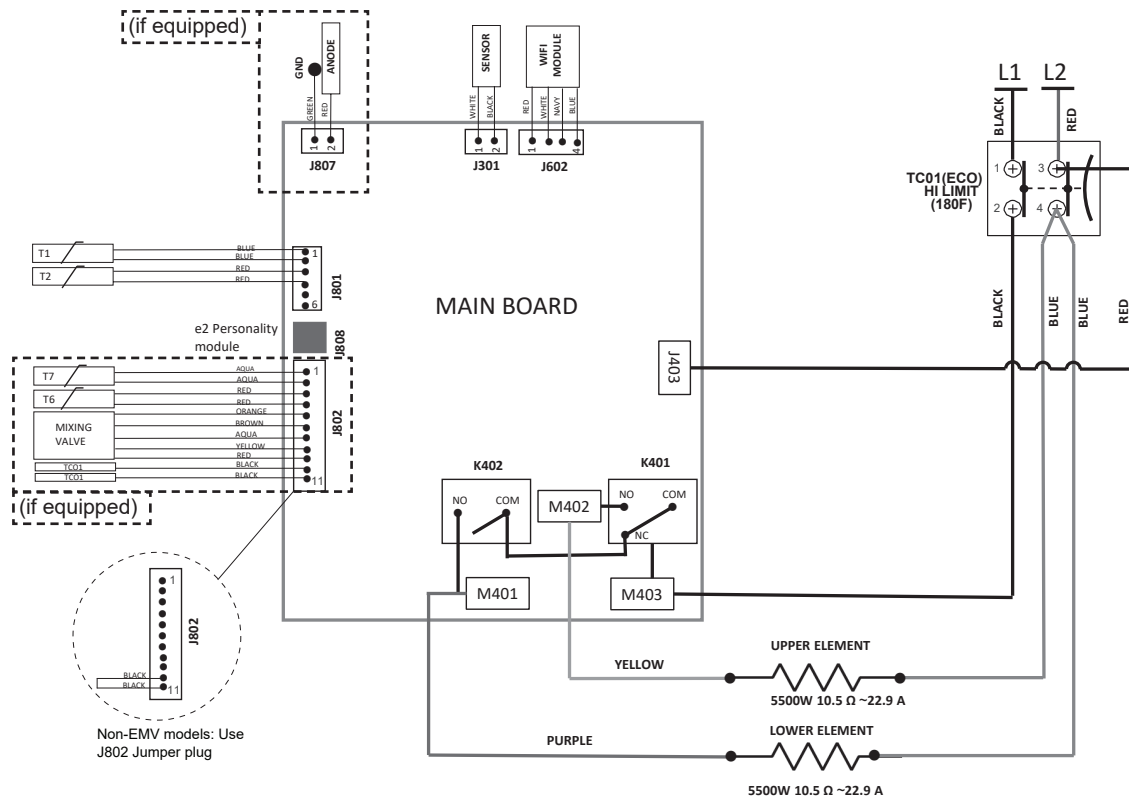 (if equipped)
GND
ANODE
GREEN
RED
1
2
J807
SENSOR
WHITE
BLACK
1
2
J301
WIFI
MODULE
RED
WHITE
NAVY
BLUE
1
4
J602
L1
L2
BLACK
RED
TC01(ECO)
HI LIMIT
(180F)
1
3
2
4
BLACK
BLUE
BLUE
RED
T1
BLUE
BLUE
T2
RED
RED
1
6
J801
MAIN BOARD
e2 Personality
module
J808
J403
T7
AQUA
AQUA
T6
RED
RED
MIXING
VALVE
ORANGE
BROWN
AQUA
YELLOW
RED
TCO1
BLACK
TCO1
BLACK
1
11
J802
(if equipped)
K402
NO
COM
K401
NO
COM
NC
M402
M401
M403
1
J802
BLACK
BLACK
11
Non-EMV models: Use
J802 Jumper plug
YELLOW
UPPER ELEMENT
5500W 10.5 Ω ~22.9 A
PURPLE
LOWER ELEMENT
5500W 10.5 Ω ~22.9 A